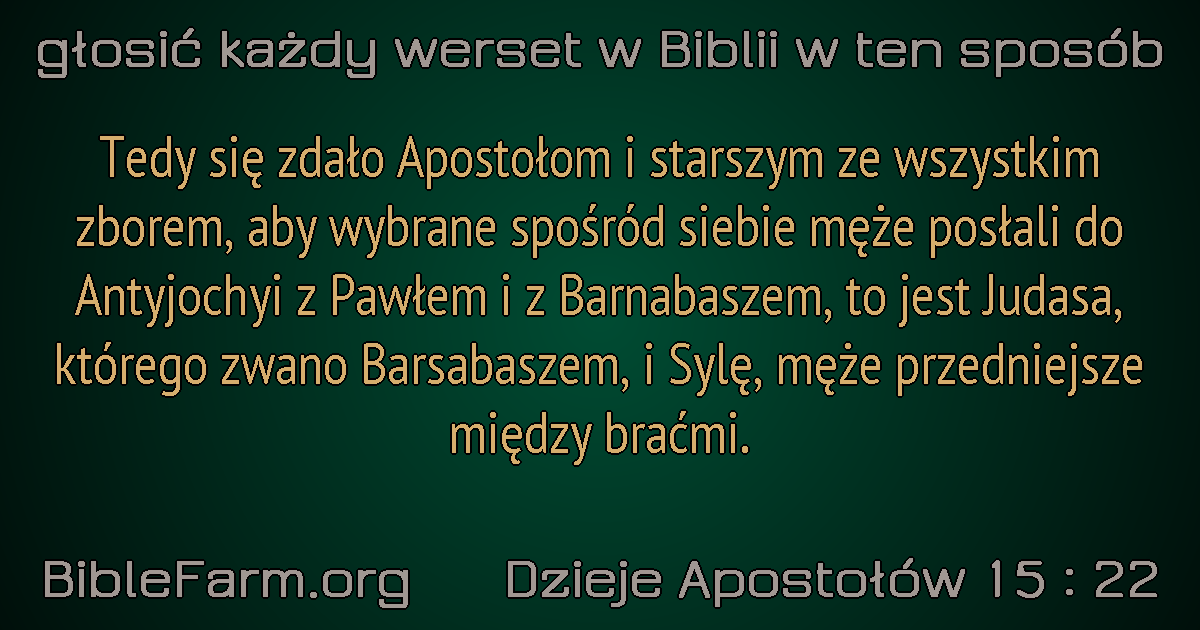 głosić każdy werset w Biblii w ten sposób
Tedy się zdało Apostołom i starszym ze wszystkim
zborem, aby wybrane spośród siebie męże posłali do
Antyjochyi z Pawłem i z Barnabaszem, to jest Judasa,
którego zwano Barsabaszem, i Sylę, męże przedniejsze
między braćmi.
BibleFarm.org Dzieje Apostołów 15 : 22